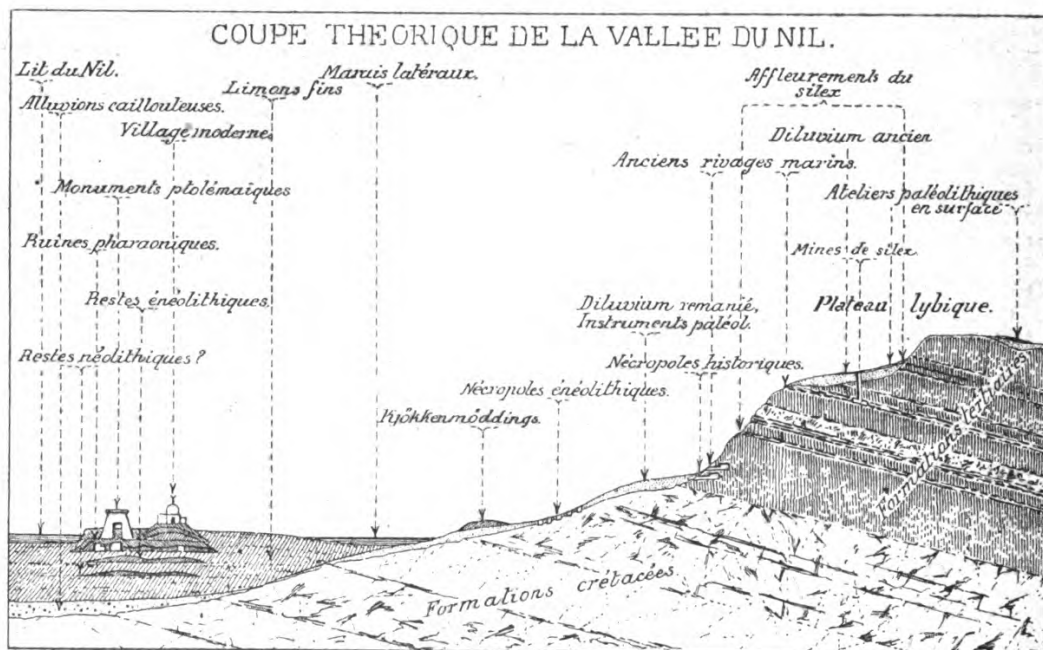 COUPE THEORIQUE DE LA VALLEE DU NIL.
Lit du Nil.
Alluvions caillouteuses.
Village moderne.
Limons fins
Marais latéraux.
Affleurements du
silex
Diluvium ancien
Anciens rivages marins.
Monuments ptolémaïques
Ateliers paléolithiques
en surface
Ruines pharaoniques.
Mines de silex.
Restes énéolithiques.
Diluvium remanié,
Instruments paléol.
Plateau lybique.
Restes néolithiques?
Nécropoles historiques.
Nécropoles énéolithiques.
Kjökkenmöddings.
Formations tertiaires
Formations crétacées